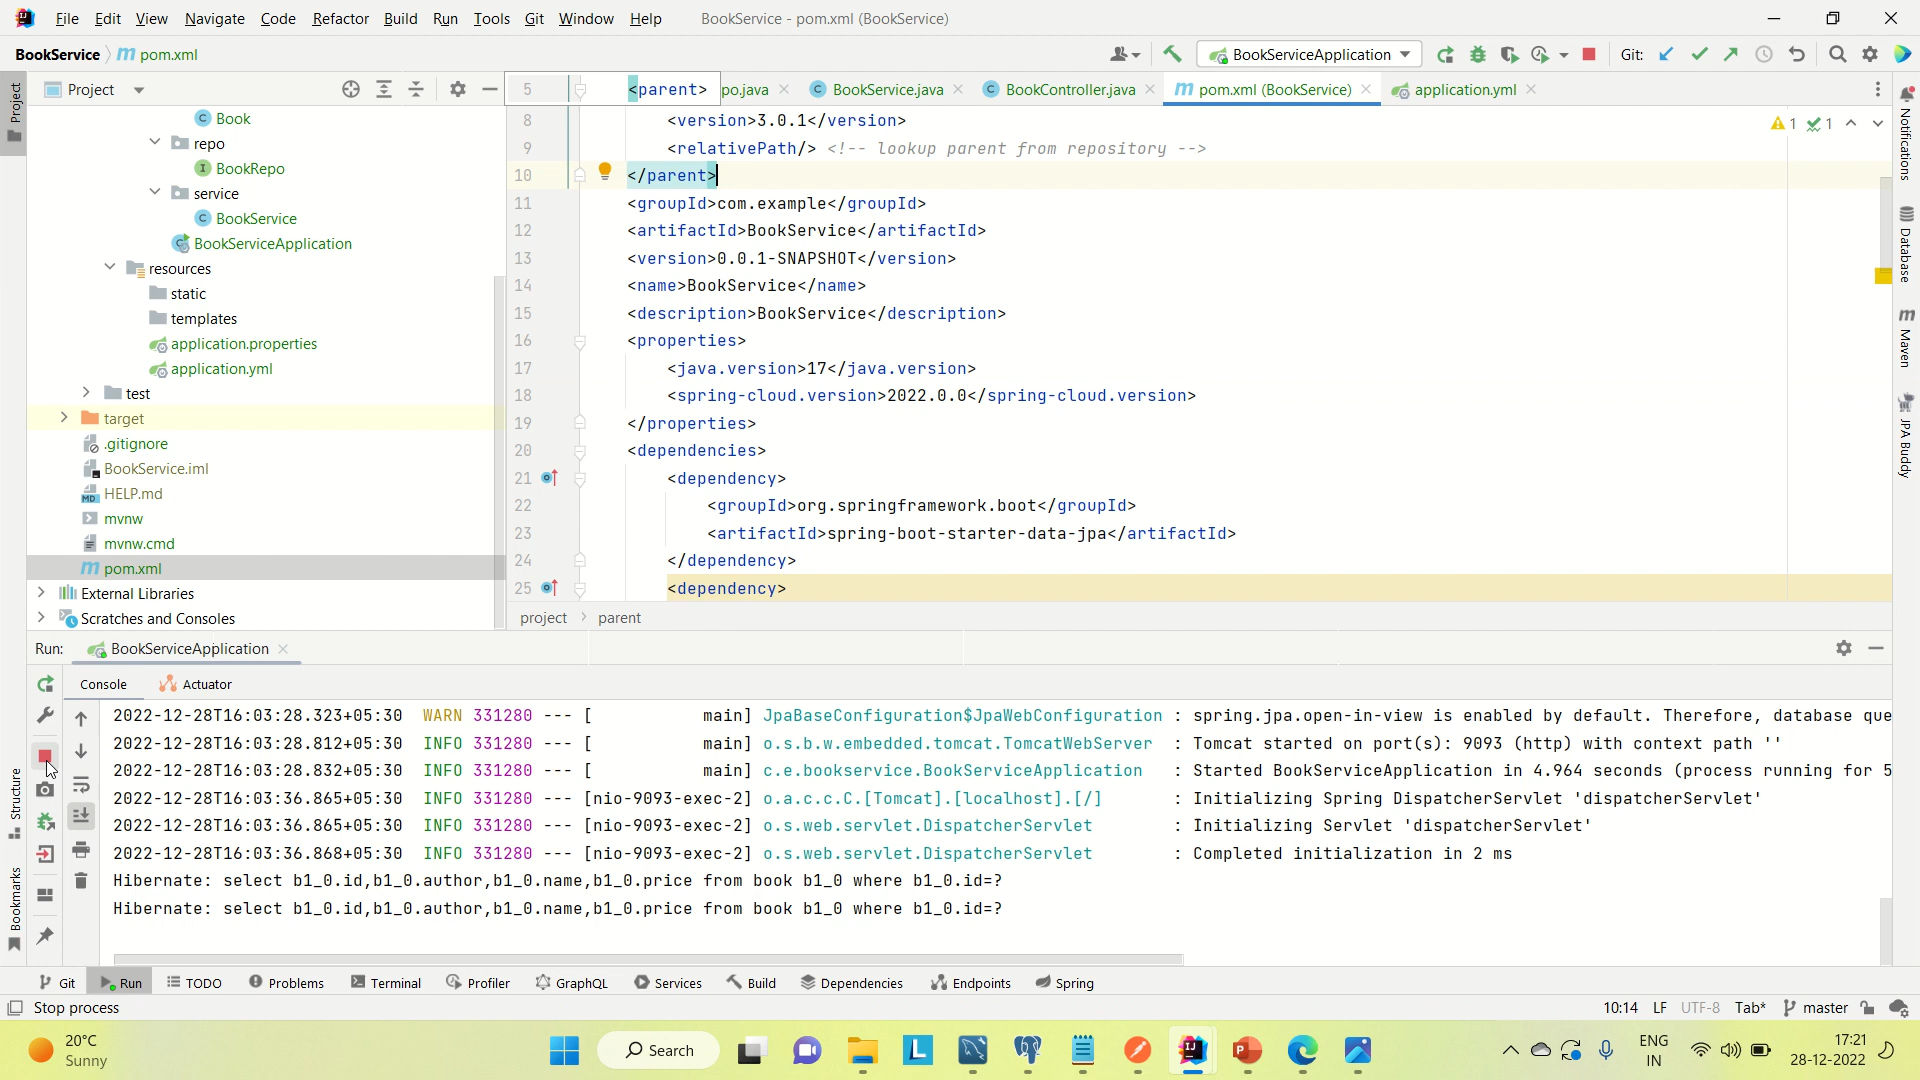 File Edit View Navigate Code Refactor Build Run Tools Git Window Help BookService - pom.xml (BookService)
BookService pom.xml BookServiceApplication Git:
Project 5 <parent> po.java BookService.java BookController.java pom.xml (BookService) application.yml
Book
repo
BookRepo
service
BookService
BookServiceApplication
resources
static
templates
application.properties
application.yml
test
target
.gitignore
BookService.iml
HELP.md
mvnw
mvnw.cmd
pom.xml
External Libraries
Scratches and Consoles
8 <version>3.0.1</version>
9 <relativePath/> <!-- lookup parent from repository -->
10 </parent>
11 <groupId>com.example</groupId>
12 <artifactId>BookService</artifactId>
13 <version>0.0.1-SNAPSHOT</version>
14 <name>BookService</name>
15 <description>BookService</description>
16 <properties>
17 <java.version>17</java.version>
18 <spring-cloud.version>2022.0.0</spring-cloud.version>
19 </properties>
20 <dependencies>
21 <dependency>
22 <groupId>org.springframework.boot</groupId>
23 <artifactId>spring-boot-starter-data-jpa</artifactId>
24 </dependency>
25 <dependency>
1 1
project parent
Project
Structure
Bookmarks
Notifications
Database
Maven
JPA Buddy
Run: BookServiceApplication
Console Actuator
2022-12-28T16:03:28.323+05:30 WARN 331280 --- [ main] JpaBaseConfiguration$JpaWebConfiguration : spring.jpa.open-in-view is enabled by default. Therefore, database que
2022-12-28T16:03:28.812+05:30 INFO 331280 --- [ main] o.s.b.w.embedded.tomcat.TomcatWebServer : Tomcat started on port(s): 9093 (http) with context path ''
2022-12-28T16:03:28.832+05:30 INFO 331280 --- [ main] c.e.bookservice.BookServiceApplication : Started BookServiceApplication in 4.964 seconds (process running for 5
2022-12-28T16:03:36.865+05:30 INFO 331280 --- [nio-9093-exec-2] o.a.c.c.C.[Tomcat].[localhost].[/] : Initializing Spring DispatcherServlet 'dispatcherServlet'
2022-12-28T16:03:36.865+05:30 INFO 331280 --- [nio-9093-exec-2] o.s.web.servlet.DispatcherServlet : Initializing Servlet 'dispatcherServlet'
2022-12-28T16:03:36.868+05:30 INFO 331280 --- [nio-9093-exec-2] o.s.web.servlet.DispatcherServlet : Completed initialization in 2 ms
Hibernate: select b1_0.id,b1_0.author,b1_0.name,b1_0.price from book b1_0 where b1_0.id=?
Hibernate: select b1_0.id,b1_0.author,b1_0.name,b1_0.price from book b1_0 where b1_0.id=?
Git Run TODO Problems Terminal Profiler GraphQL Services Build Dependencies Endpoints Spring
Stop process 10:14 LF UTF-8 Tab* master
20°C
Sunny
Search
ENG
IN
17:21
28-12-2022